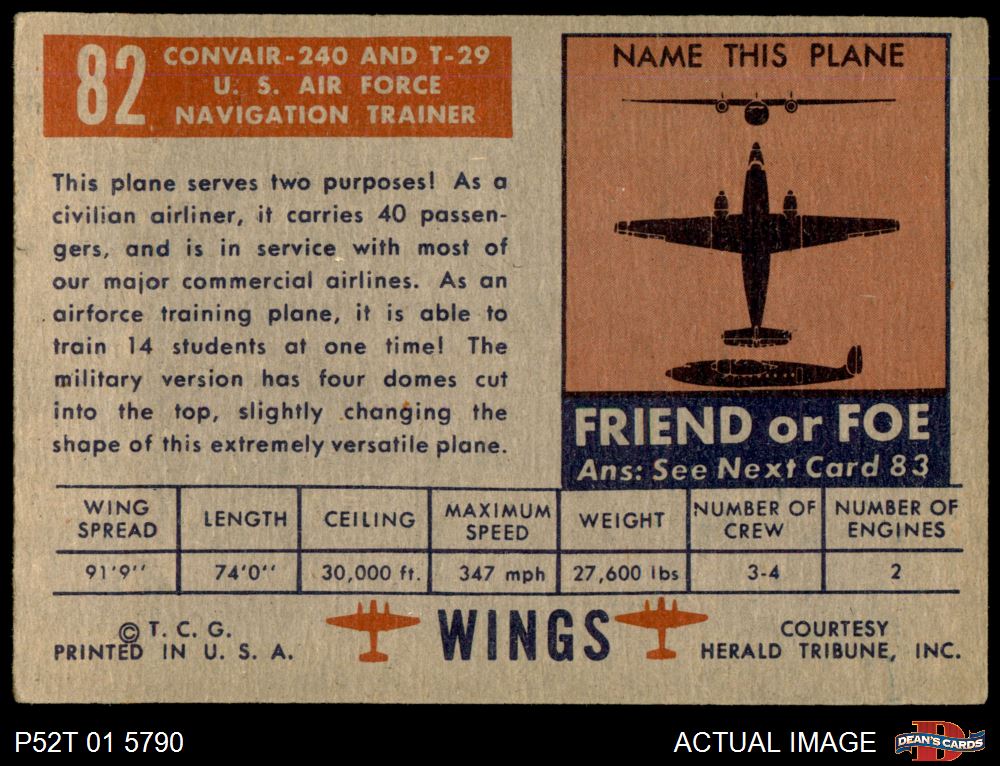 82
CONVAIR-240 AND T-29
U. S. AIR FORCE
NAVIGATION TRAINER
This plane serves two purposes! As a
civilian airliner, it carries 40 passen-
gers, and is in service with most of
our major commercial airlines. As an
airforce training plane, it is able to
train 14 students at one time! The
military version has four domes cut
into the top, slightly changing the
shape of this extremely versatile plane.
NAME THIS PLANE
FRIEND or FOE
Ans: See Next Card 83
WING SPREAD
LENGTH
CEILING
MAXIMUM SPEED
WEIGHT
NUMBER OF CREW
NUMBER OF ENGINES
91'9''
74'0''
30,000 ft.
347 mph
27,600 lbs
3-4
2
© T. C. G.
PRINTED IN U. S. A.
WINGS
COURTESY
HERALD TRIBUNE, INC.
P52T 01 5790
ACTUAL IMAGE
DEAN'S CARDS